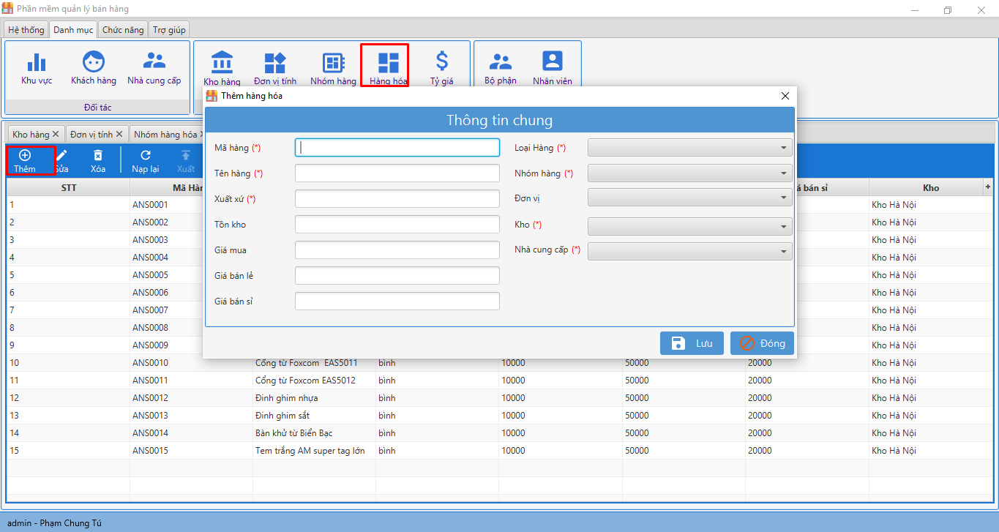 Phần mềm quản lý bán hàng
Hệ thống Danh mục Chức năng Trợ giúp
Khu vực Khách hàng Nhà cung cấp Kho hàng Đơn vị tính Nhóm hàng Hàng hóa Tỷ giá Bộ phận Nhân viên
Đối tác
Thêm hàng hóa
Thông tin chung
Mã hàng (*) Loại Hàng (*)
Tên hàng (*) Nhóm hàng (*)
Xuất xứ (*) Đơn vị
Tồn kho Kho (*)
Giá mua Nhà cung cấp (*)
Giá bán lẻ
Giá bán sỉ
Lưu Đóng
Kho hàng Đơn vị tính Nhóm hàng hóa
Thêm Sửa Xóa Nạp lại Xuất
STT Mã Hàn á bán sỉ Kho +
1 ANS0001 Kho Hà Nội
2 ANS0002 Kho Hà Nội
3 ANS0003 Kho Hà Nội
4 ANS0004 Kho Hà Nội
5 ANS0005 Kho Hà Nội
6 ANS0006 Kho Hà Nội
7 ANS0007 Kho Hà Nội
8 ANS0008 Kho Hà Nội
9 ANS0009 Kho Hà Nội
10 ANS0010 Cổng từ Foxcom EAS5011 bình 10000 50000 20000 Kho Hà Nội
11 ANS0011 Cổng từ Foxcom EAS5012 bình 10000 50000 20000 Kho Hà Nội
12 ANS0012 Đinh ghim nhựa bình 10000 50000 20000 Kho Hà Nội
13 ANS0013 Đinh ghim sắt bình 10000 50000 20000 Kho Hà Nội
14 ANS0014 Bàn khử từ Biển Bạc bình 10000 50000 20000 Kho Hà Nội
15 ANS0015 Tem trắng AM super tag lớn bình 10000 50000 20000 Kho Hà Nội
admin - Phạm Chung Tú